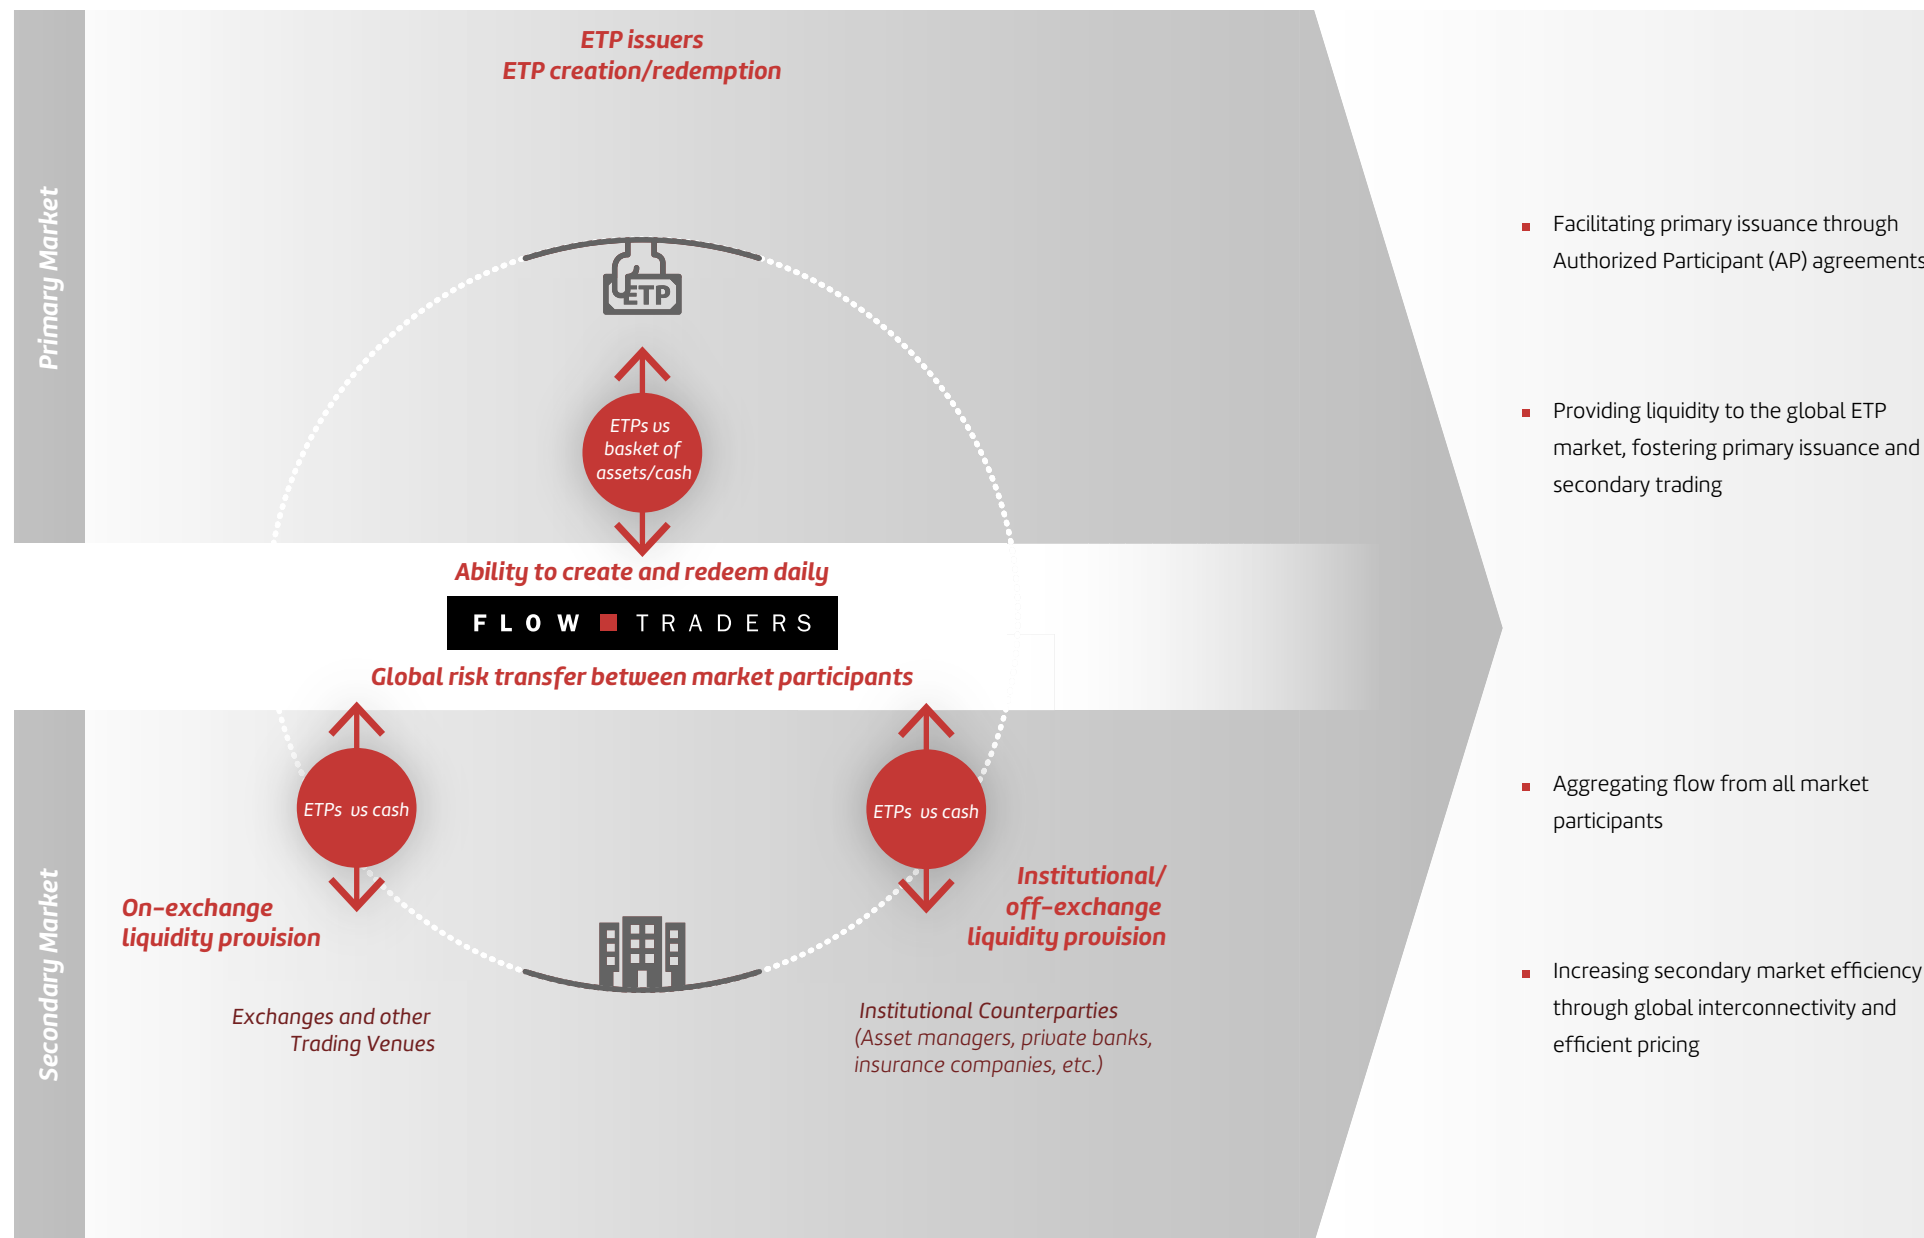 ETP issuers
ETP creation/redemption
Primary Market
ETP
ETPs vs
basket of
assets/cash
Ability to create and redeem daily
FLOW TRADERS
Global risk transfer between market participants
ETPs vs cash
ETPs vs cash
Secondary Market
On-exchange
liquidity provision
Exchanges and other
Trading Venues
Institutional/
off-exchange
liquidity provision
Institutional Counterparties
(Asset managers, private banks,
insurance companies, etc.)
Facilitating primary issuance through
Authorized Participant (AP) agreements
Providing liquidity to the global ETP
market, fostering primary issuance and
secondary trading
Aggregating flow from all market
participants
Increasing secondary market efficiency
through global interconnectivity and
efficient pricing